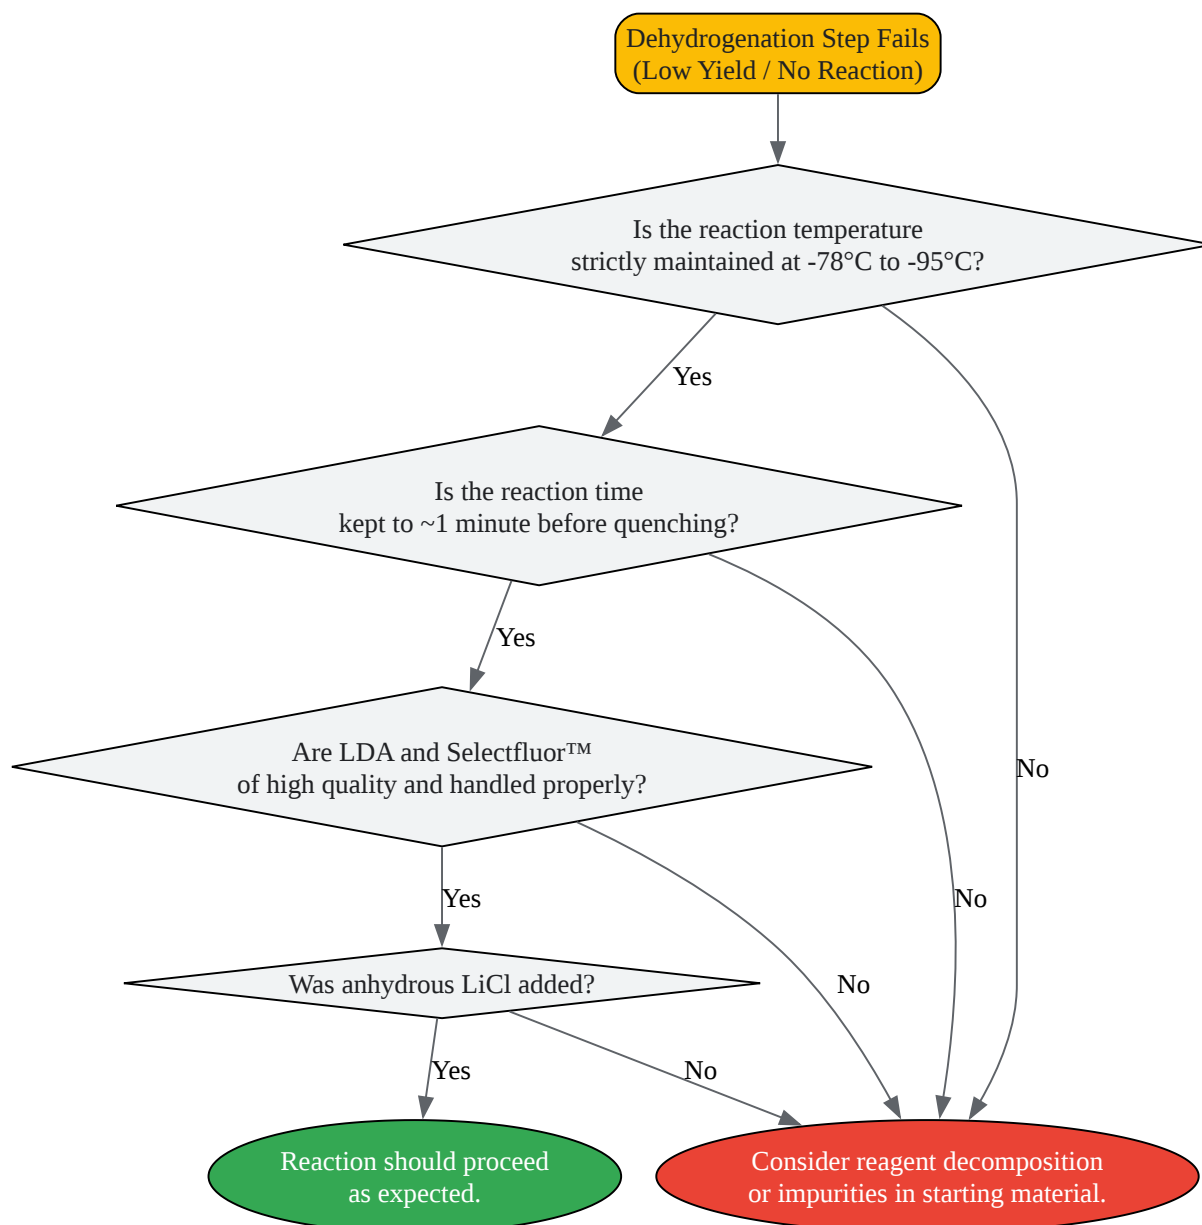 Dehydrogenation Step Fails
(Low Yield / No Reaction)
Is the reaction temperature
strictly maintained at -78°C to -95°C?
Yes
Is the reaction time
kept to ~1 minute before quenching?
Yes
Are LDA and Selectfluor™
of high quality and handled properly?
No
Yes
No
Was anhydrous LiCl added?
No
Yes
No
Reaction should proceed
as expected.
Consider reagent decomposition
or impurities in starting material.